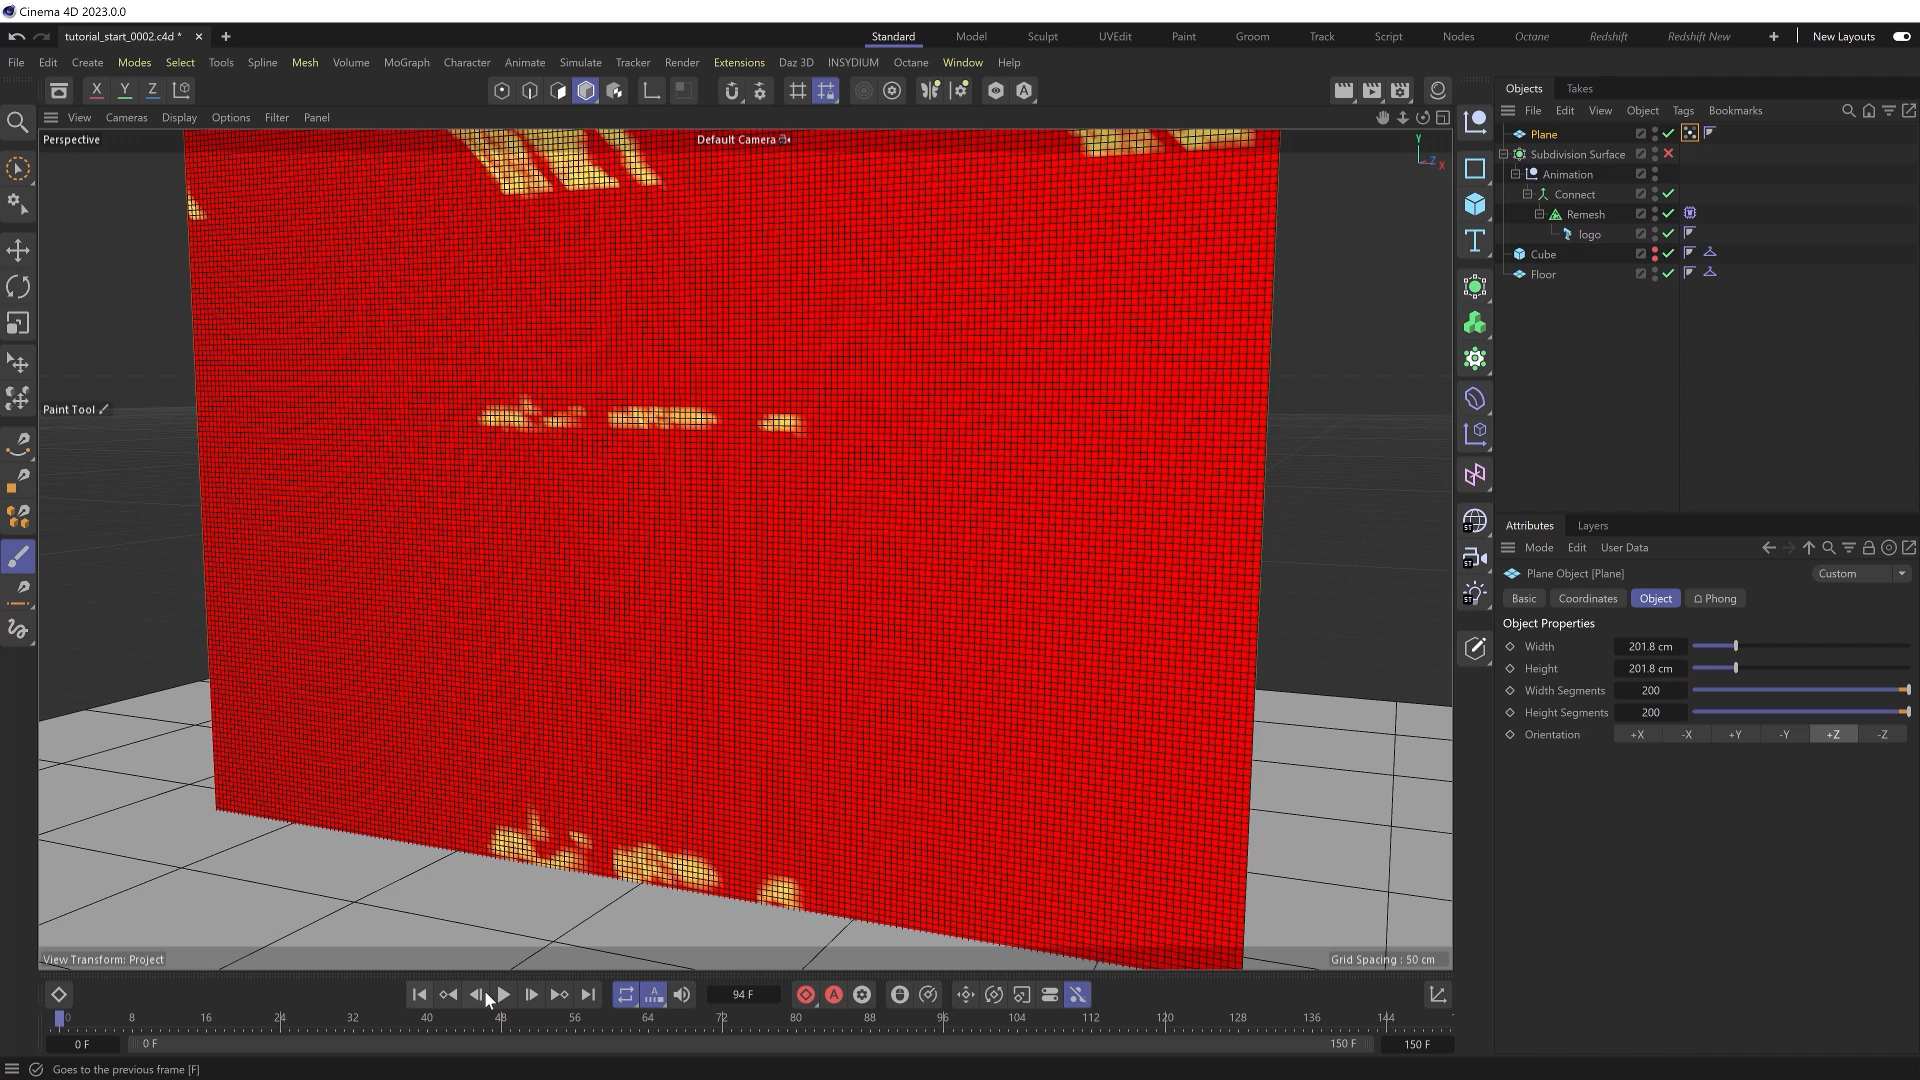 Cinema 4D 2023.0.0
tutorial_start_0002.c4d *
Standard Model Sculpt UVEdit Paint Groom Track Script Nodes Octane Redshift Redshift New New Layouts
File Edit Create Modes Select Tools Spline Mesh Volume MoGraph Character Animate Simulate Tracker Render Extensions Daz 3D INSYDIUM Octane Window Help
X Y Z
Objects Takes
View Cameras Display Options Filter Panel
File Edit View Object Tags Bookmarks
Perspective
Default Camera
Y
Z
X
Plane
Subdivision Surface
Animation
Connect
Remesh
logo
Cube
Floor
Paint Tool
ST
ST
ST
Attributes Layers
Mode Edit User Data
Plane Object [Plane]
Custom
Basic Coordinates Object Phong
Object Properties
Width 201.8 cm
Height 201.8 cm
Width Segments 200
Height Segments 200
Orientation +X -X +Y -Y +Z -Z
View Transform: Project
Grid Spacing : 50 cm
94 F
0 8 16 24 32 40 48 56 64 72 80 88 96 104 112 120 128 136 144
0 F 0 F 150 F 150 F
Goes to the previous frame [F]